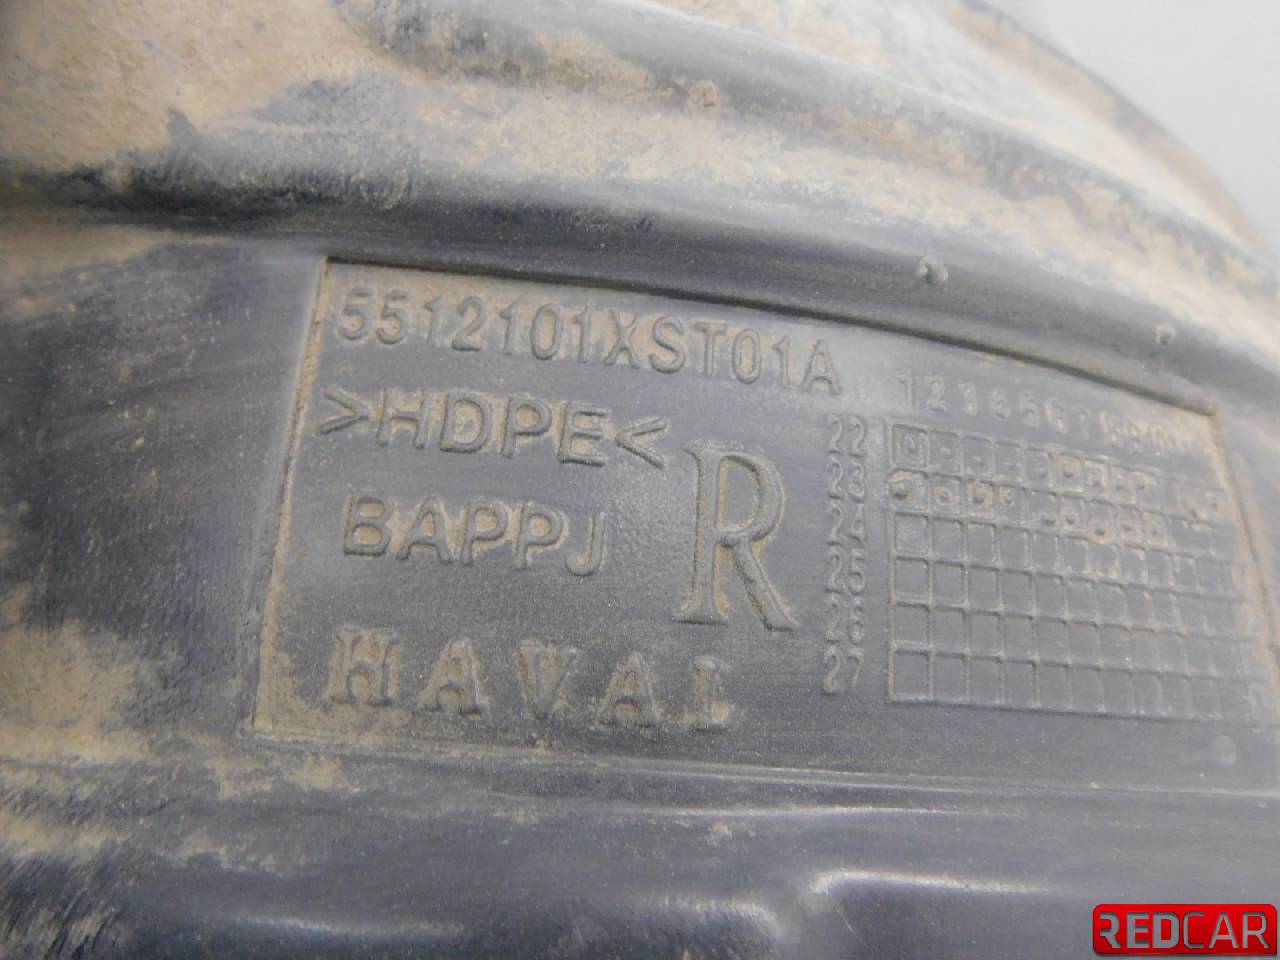 5512101XST01A
>HDPE<
BAPPJ
R
HAVAL
1 2 3 4 5 6 7 8 9 10
22
23
24
25
26
27
REDCAR